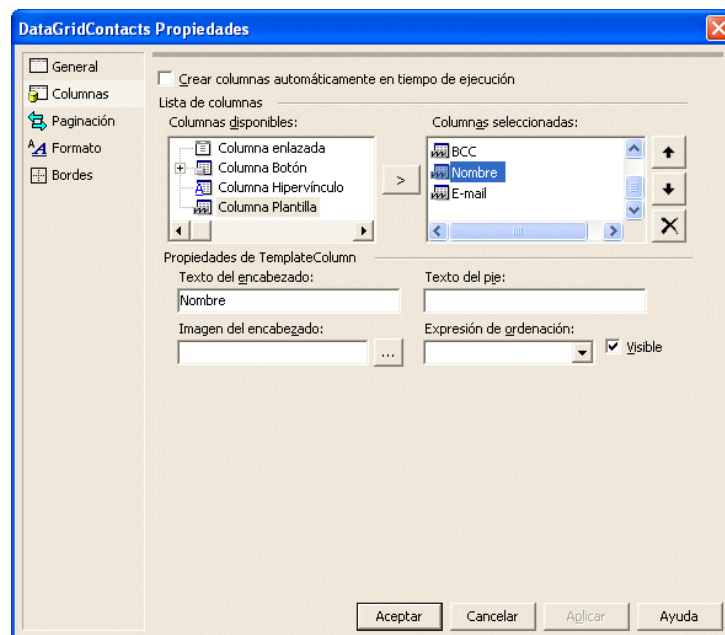 DataGridContacts Propiedades
General
Columnas
Paginación
Formato
Bordes
Crear columnas automáticamente en tiempo de ejecución
Lista de columnas
Columnas disponibles:
Columna enlazada
Columna Botón
Columna Hipervínculo
Columna Plantilla
>
Columnas seleccionadas:
BCC
Nombre
E-mail
Propiedades de TemplateColumn
Texto del encabezado:
Texto del pie:
Nombre
Imagen del encabezado:
Expresión de ordenación:
...
Visible
Aceptar
Cancelar
Aplicar
Ayuda